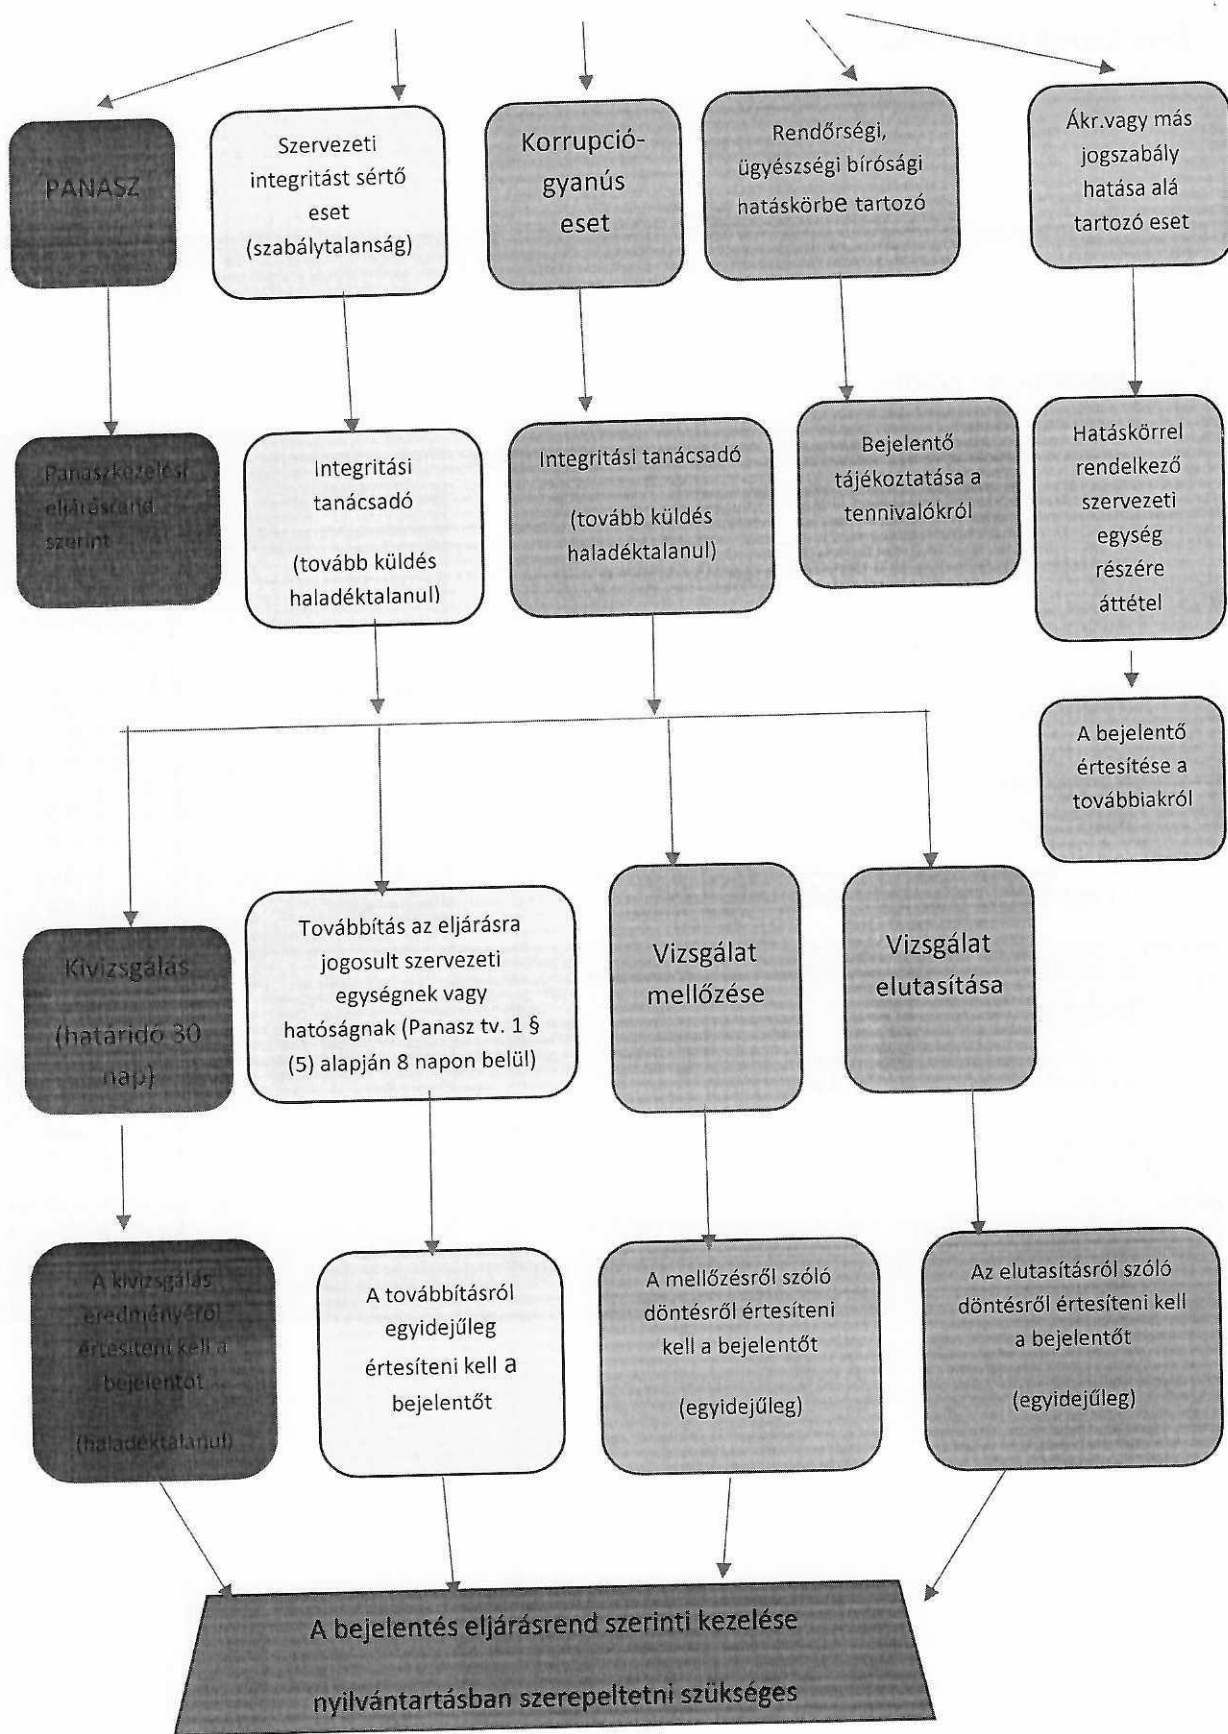 PANASZ
Szervezeti
integritást sértő
eset
(szabálytalanság)
Korrupció-
gyanús
eset
Rendőrségi,
ügyészségi bírósági
hatáskörbe tartozó
Ákr.vagy más
jogszabály
hatása alá
tartozó eset
Panaszkezelési
eljárásrend
szerint
Integritási
tanácsadó
(tovább küldés
haladéktalanul)
Integritási tanácsadó
(tovább küldés
haladéktalanul)
Bejelentő
tájékoztatása a
tennivalókról
Hatáskörrel
rendelkező
szervezeti
egység
részére
áttétel
A bejelentő
értesítése a
továbbiakról
Kivizsgálás
(határidő 30
nap)
Továbbítás az eljárásra
jogosult szervezeti
egységnek vagy
hatóságnak (Panasz tv. 1 §
(5) alapján 8 napon belül)
Vizsgálat
mellőzése
Vizsgálat
elutasítása
A kivizsgálás
eredményéről
értesíteni kell a
bejelentőt
(haladéktalanul)
A továbbításról
egyidejűleg
értesíteni kell a
bejelentőt
A mellőzésről szóló
döntésről értesíteni
kell a bejelentőt
(egyidejűleg)
Az elutasításról szóló
döntésről értesíteni kell
a bejelentőt
(egyidejűleg)
A bejelentés eljárásrend szerinti kezelése
nyilvántartásban szerepeltetni szükséges